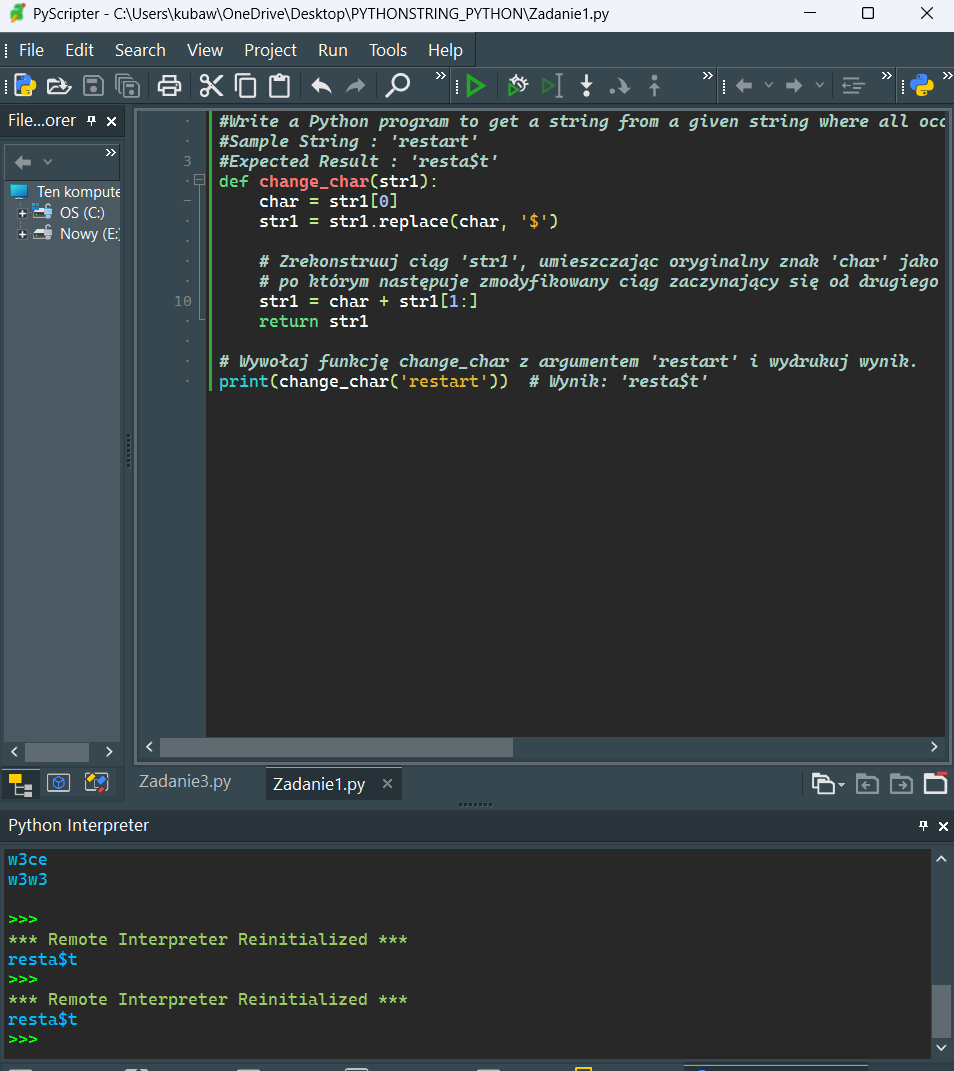 PyScripter - C:\Users\kubaw\OneDrive\Desktop\PYTHONSTRING_PYTHON\Zadanie1.py
File Edit Search View Project Run Tools Help
File...orer
#Write a Python program to get a string from a given string where all occ
#Sample String : 'restart'
3 #Expected Result : 'resta$t'
def change_char(str1):
char = str1[0]
str1 = str1.replace(char, '$')
# Zrekonstruuj ciąg 'str1', umieszczając oryginalny znak 'char' jako
# po którym następuje zmodyfikowany ciąg zaczynający się od drugiego
10 str1 = char + str1[1:]
return str1
# Wywołaj funkcję change_char z argumentem 'restart' i wydrukuj wynik.
print(change_char('restart')) # Wynik: 'resta$t'
Ten kompute
OS (C:)
Nowy (E:)
Zadanie3.py Zadanie1.py
Python Interpreter
w3ce
w3w3
>>>
*** Remote Interpreter Reinitialized ***
resta$t
>>>
*** Remote Interpreter Reinitialized ***
resta$t
>>>